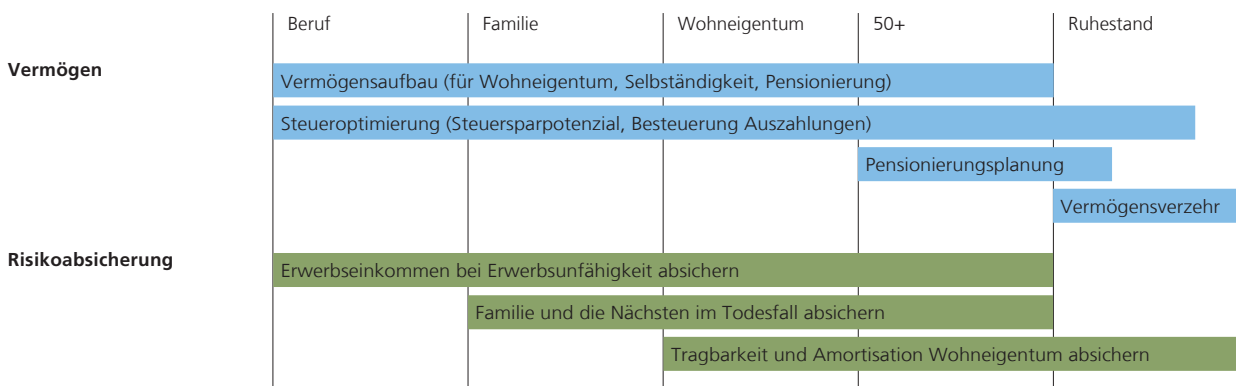 Beruf Familie Wohneigentum 50+ Ruhestand
Vermögen
Vermögensaufbau (für Wohneigentum, Selbständigkeit, Pensionierung)
Steueroptimierung (Steuersparpotenzial, Besteuerung Auszahlungen)
Pensionierungsplanung
Vermögensverzehr
Risikoabsicherung
Erwerbseinkommen bei Erwerbsunfähigkeit absichern
Familie und die Nächsten im Todesfall absichern
Tragbarkeit und Amortisation Wohneigentum absichern